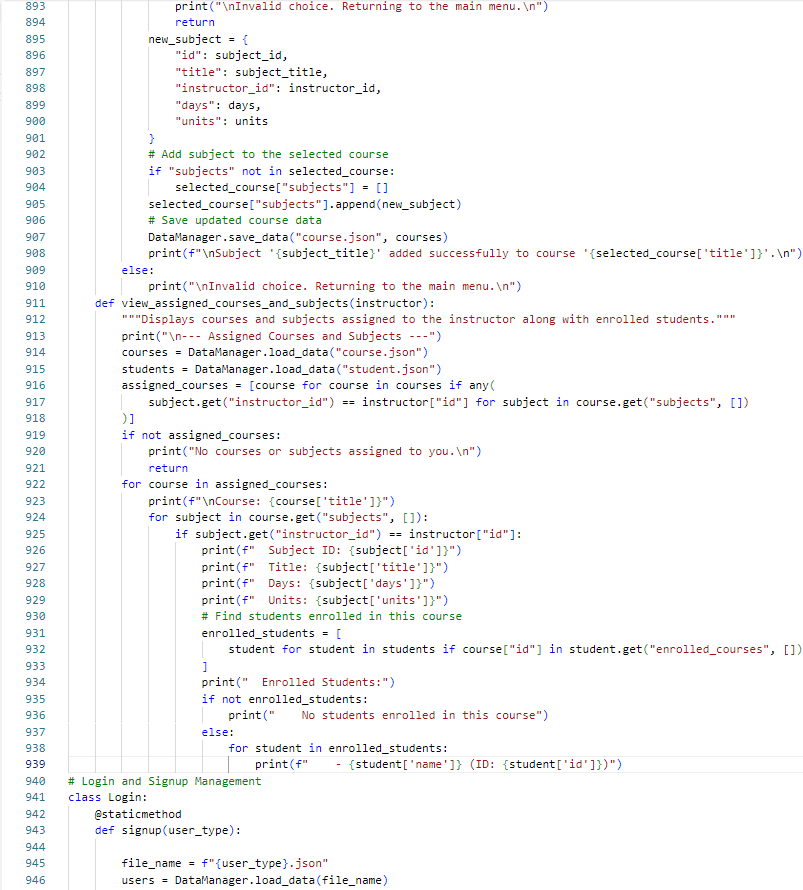 893                 print("\nInvalid choice. Returning to the main menu.\n")
894                 return
895             new_subject = {
896                 "id": subject_id,
897                 "title": subject_title,
898                 "instructor_id": instructor_id,
899                 "days": days,
900                 "units": units
901             }
902             # Add subject to the selected course
903             if "subjects" not in selected_course:
904                 selected_course["subjects"] = []
905             selected_course["subjects"].append(new_subject)
906             # Save updated course data
907             DataManager.save_data("course.json", courses)
908             print(f"\nSubject '{subject_title}' added successfully to course '{selected_course['title']}'.\n")
909         else:
910             print("\nInvalid choice. Returning to the main menu.\n")
911     def view_assigned_courses_and_subjects(instructor):
912         """Displays courses and subjects assigned to the instructor along with enrolled students."""
913         print("\n--- Assigned Courses and Subjects ---")
914         courses = DataManager.load_data("course.json")
915         students = DataManager.load_data("student.json")
916         assigned_courses = [course for course in courses if any(
917             subject.get("instructor_id") == instructor["id"] for subject in course.get("subjects", [])
918         )]
919         if not assigned_courses:
920             print("No courses or subjects assigned to you.\n")
921             return
922         for course in assigned_courses:
923             print(f"\nCourse: {course['title']}")
924             for subject in course.get("subjects", []):
925                 if subject.get("instructor_id") == instructor["id"]:
926                     print(f"  Subject ID: {subject['id']}")
927                     print(f"  Title: {subject['title']}")
928                     print(f"  Days: {subject['days']}")
929                     print(f"  Units: {subject['units']}")
930                     # Find students enrolled in this course
931                     enrolled_students = [
932                         student for student in students if course["id"] in student.get("enrolled_courses", [])
933                     ]
934                     print("  Enrolled Students:")
935                     if not enrolled_students:
936                         print("    No students enrolled in this course")
937                     else:
938                         for student in enrolled_students:
939                             print(f"    - {student['name']} (ID: {student['id']})")
940 # Login and Signup Management
941 class Login:
942     @staticmethod
943     def signup(user_type):
944
945         file_name = f"{user_type}.json"
946         users = DataManager.load_data(file_name)